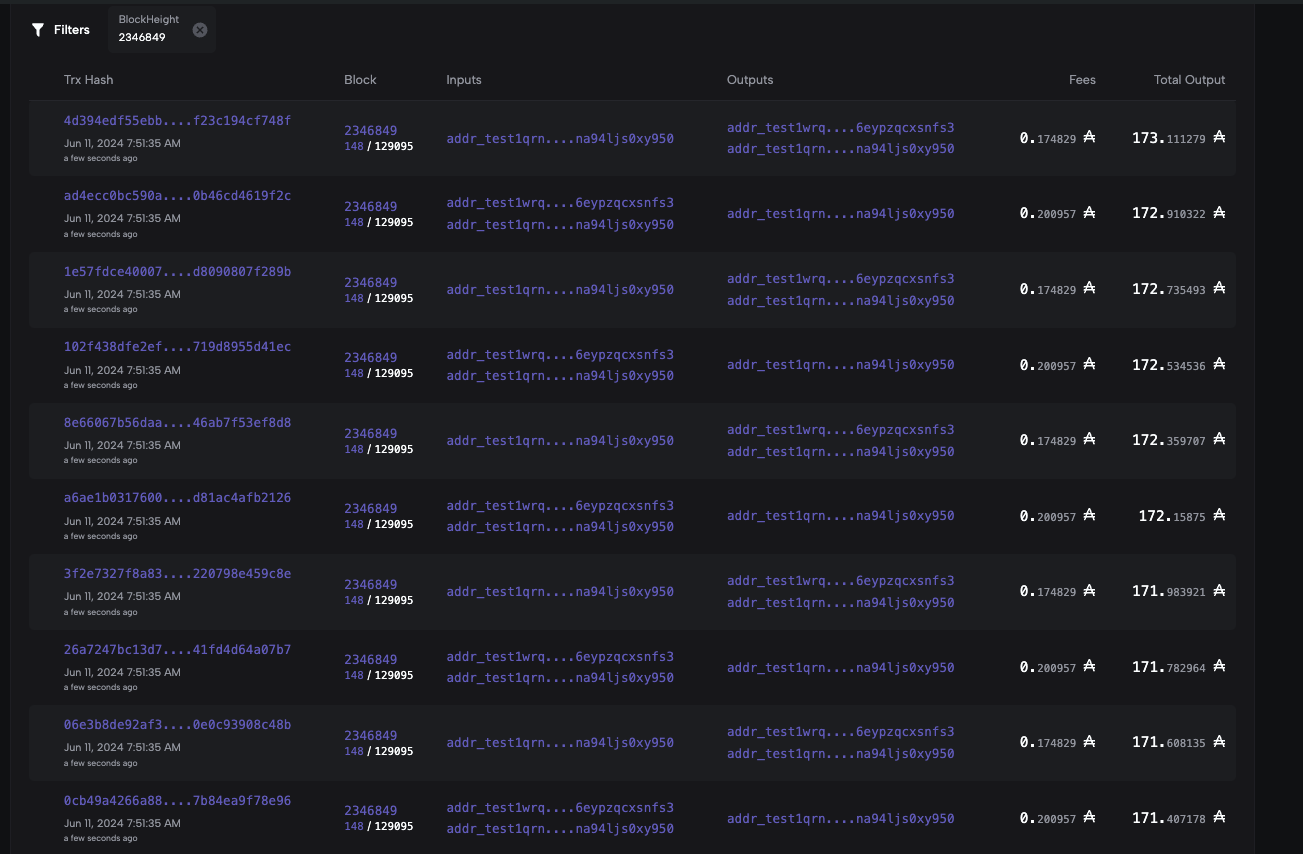 Filters
BlockHeight
2346849
Trx Hash Block Inputs Outputs Fees Total Output
4d394edf55ebb....f23c194cf748f
Jun 11, 2024 7:51:35 AM
a few seconds ago
2346849
148 / 129095
addr_test1qrn....na94ljs0xy950
addr_test1wrq....6eypzqcxsnfs3
addr_test1qrn....na94ljs0xy950
0.174829 ₳
173.111279 ₳
ad4ecc0bc590a....0b46cd4619f2c
Jun 11, 2024 7:51:35 AM
a few seconds ago
2346849
148 / 129095
addr_test1wrq....6eypzqcxsnfs3
addr_test1qrn....na94ljs0xy950
addr_test1qrn....na94ljs0xy950
0.200957 ₳
172.910322 ₳
1e57fdce40007....d8090807f289b
Jun 11, 2024 7:51:35 AM
a few seconds ago
2346849
148 / 129095
addr_test1qrn....na94ljs0xy950
addr_test1wrq....6eypzqcxsnfs3
addr_test1qrn....na94ljs0xy950
0.174829 ₳
172.735493 ₳
102f438dfe2ef....719d8955d41ec
Jun 11, 2024 7:51:35 AM
a few seconds ago
2346849
148 / 129095
addr_test1wrq....6eypzqcxsnfs3
addr_test1qrn....na94ljs0xy950
addr_test1qrn....na94ljs0xy950
0.200957 ₳
172.534536 ₳
8e66067b56daa....46ab7f53ef8d8
Jun 11, 2024 7:51:35 AM
a few seconds ago
2346849
148 / 129095
addr_test1qrn....na94ljs0xy950
addr_test1wrq....6eypzqcxsnfs3
addr_test1qrn....na94ljs0xy950
0.174829 ₳
172.359707 ₳
a6ae1b0317600....d81ac4afb2126
Jun 11, 2024 7:51:35 AM
a few seconds ago
2346849
148 / 129095
addr_test1wrq....6eypzqcxsnfs3
addr_test1qrn....na94ljs0xy950
addr_test1qrn....na94ljs0xy950
0.200957 ₳
172.15875 ₳
3f2e7327f8a83....220798e459c8e
Jun 11, 2024 7:51:35 AM
a few seconds ago
2346849
148 / 129095
addr_test1qrn....na94ljs0xy950
addr_test1wrq....6eypzqcxsnfs3
addr_test1qrn....na94ljs0xy950
0.174829 ₳
171.983921 ₳
26a7247bc13d7....41fd4d64a07b7
Jun 11, 2024 7:51:35 AM
a few seconds ago
2346849
148 / 129095
addr_test1wrq....6eypzqcxsnfs3
addr_test1qrn....na94ljs0xy950
addr_test1qrn....na94ljs0xy950
0.200957 ₳
171.782964 ₳
06e3b8de92af3....0e0c93908c48b
Jun 11, 2024 7:51:35 AM
a few seconds ago
2346849
148 / 129095
addr_test1qrn....na94ljs0xy950
addr_test1wrq....6eypzqcxsnfs3
addr_test1qrn....na94ljs0xy950
0.174829 ₳
171.608135 ₳
0cb49a4266a88....7b84ea9f78e96
Jun 11, 2024 7:51:35 AM
a few seconds ago
2346849
148 / 129095
addr_test1wrq....6eypzqcxsnfs3
addr_test1qrn....na94ljs0xy950
addr_test1qrn....na94ljs0xy950
0.200957 ₳
171.407178 ₳